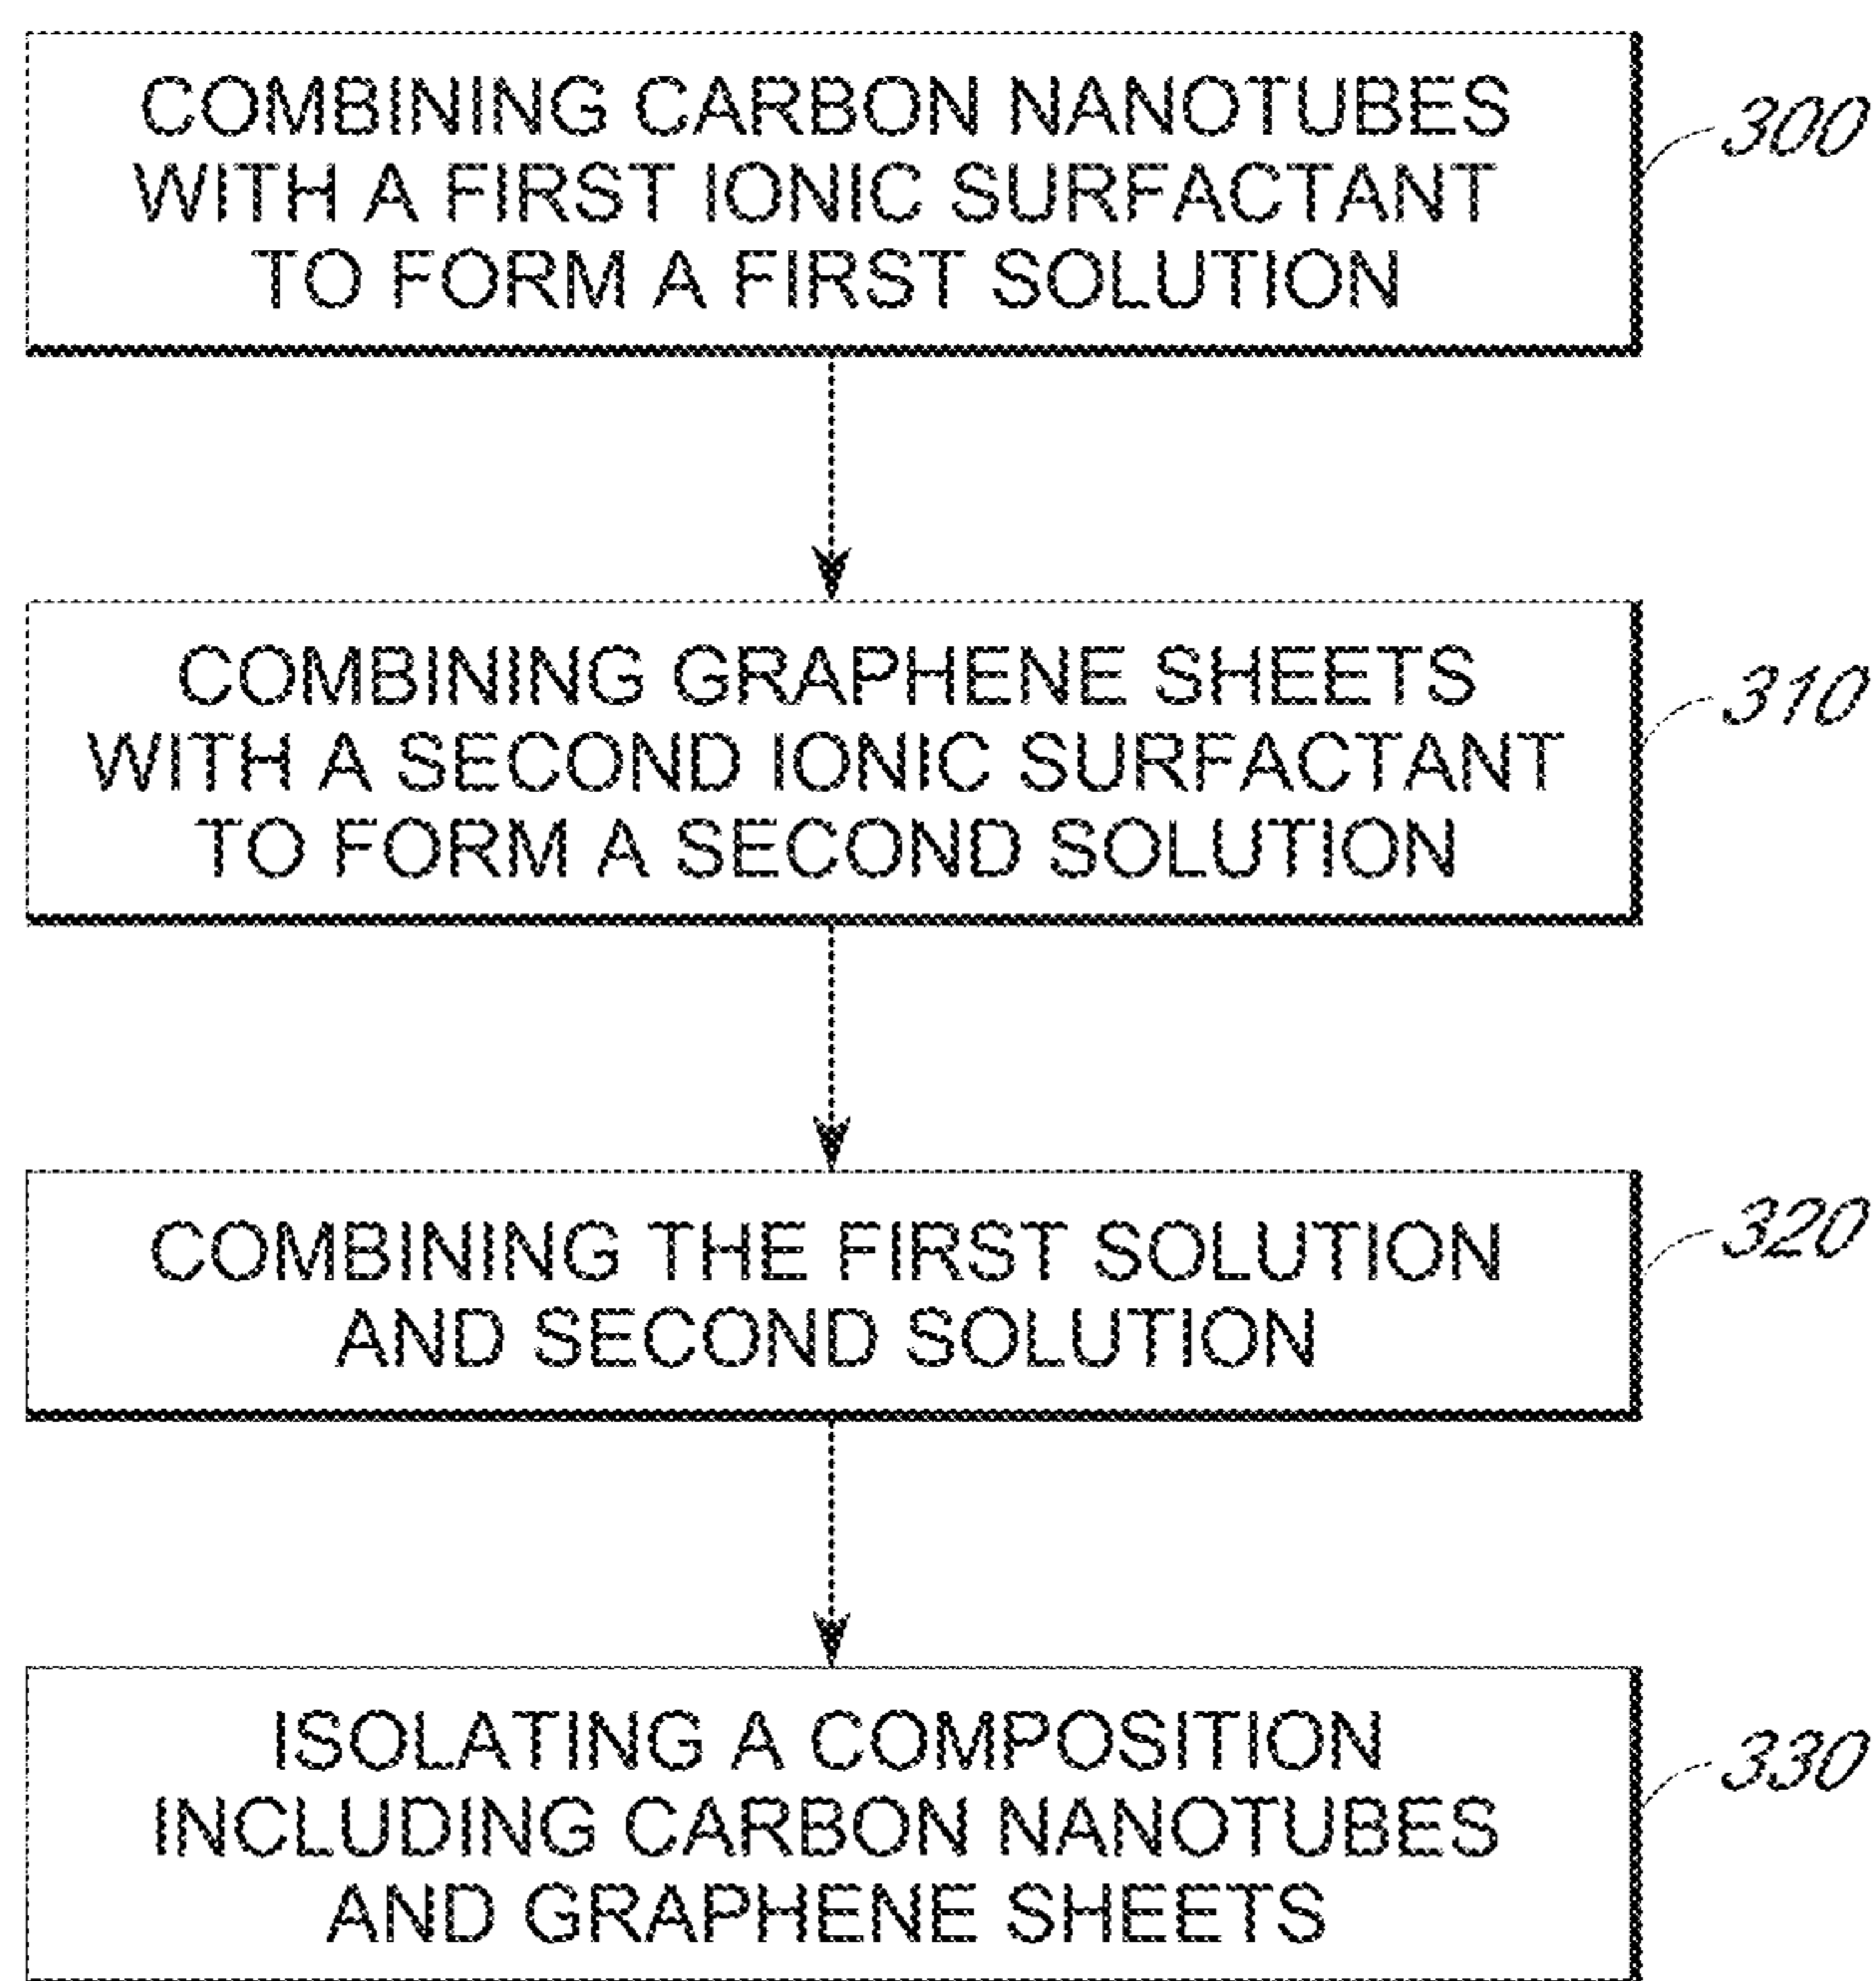 COMBINING CARBON NANOTUBES
WITH A FIRST IONIC SURFACTANT
TO FORM A FIRST SOLUTION
300
COMBINING GRAPHENE SHEETS
WITH A SECOND IONIC SURFACTANT
TO FORM A SECOND SOLUTION
310
COMBINING THE FIRST SOLUTION
AND SECOND SOLUTION
320
ISOLATING A COMPOSITION
INCLUDING CARBON NANOTUBES
AND GRAPHENE SHEETS
330